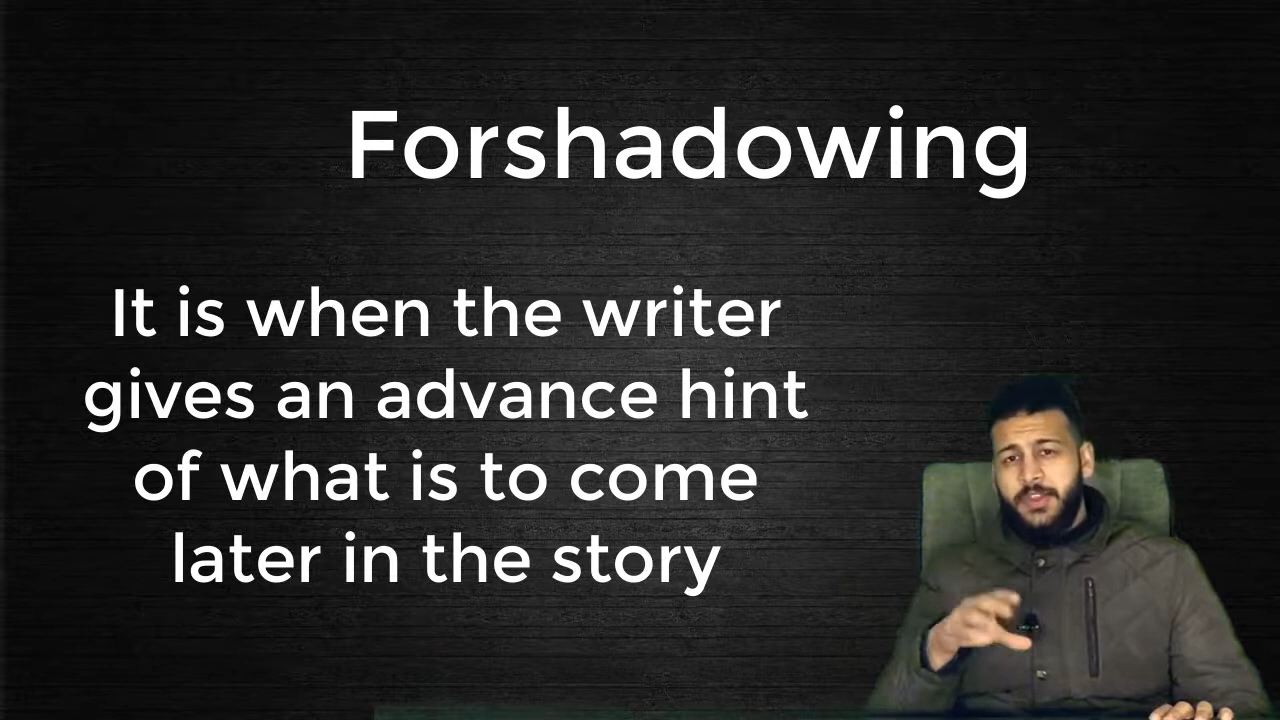 Forshadowing
It is when the writer
gives an advance hint
of what is to come
later in the story